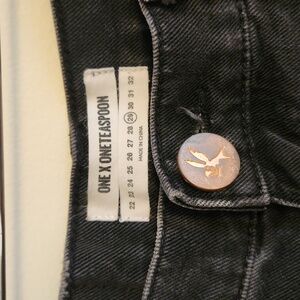 ONE X ONETEASPOON
22 23 24 25 26 27 28 29 30 31 32
MADE IN CHINA